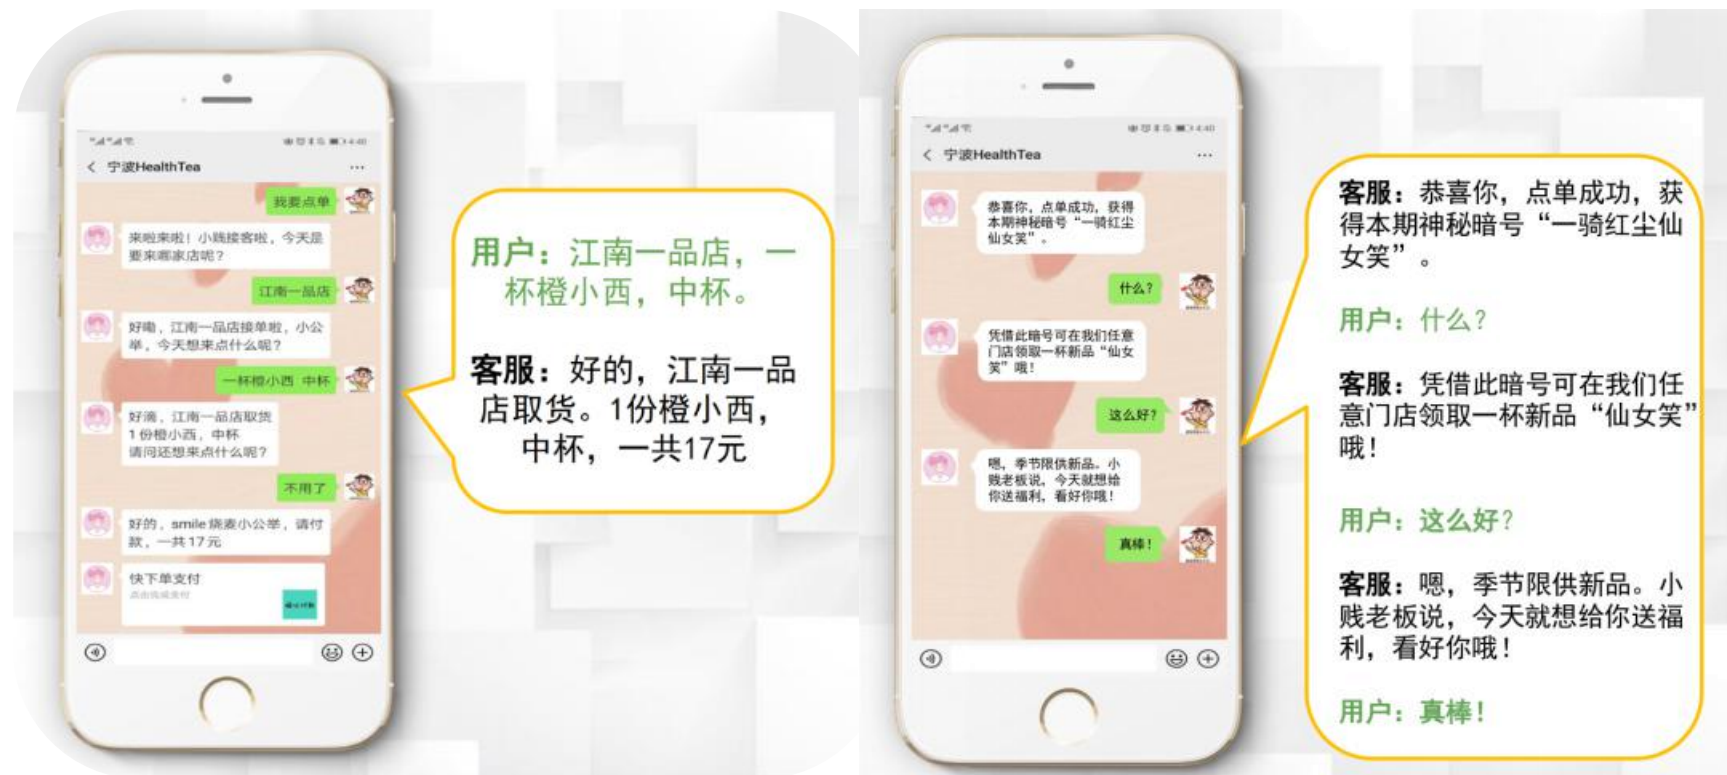 4:40
宁波HealthTea
我要点单
来啦来啦！小贱接客啦，今天是
要来哪家店呢？
江南一品店
好嘞，江南一品店接单啦，小公
举，今天想来点什么呢？
一杯橙小西 中杯
好滴，江南一品店取货
1份橙小西，中杯
请问还想来点什么呢？
不用了
好的，smile烧麦小公举，请付
款，一共17元
快下单支付
用户：江南一品店，一
杯橙小西，中杯。
客服：好的，江南一品
店取货。1份橙小西，
中杯，一共17元
4:40
宁波HealthTea
恭喜你，点单成功，获得
本期神秘暗号“一骑红尘
仙女笑”。
什么？
凭借此暗号可在我们任意
门店领取一杯新品“仙女
笑”哦！
这么好？
嗯，季节限供新品。小
贱老板说，今天就想给
你送福利，看好你哦！
真棒！
客服：恭喜你，点单成功，获
得本期神秘暗号“一骑红尘仙
女笑”。
用户：什么？
客服：凭借此暗号可在我们任
意门店领取一杯新品“仙女笑”
哦！
用户：这么好？
客服：嗯，季节限供新品。小
贱老板说，今天就想给你送福
利，看好你哦！
用户：真棒！